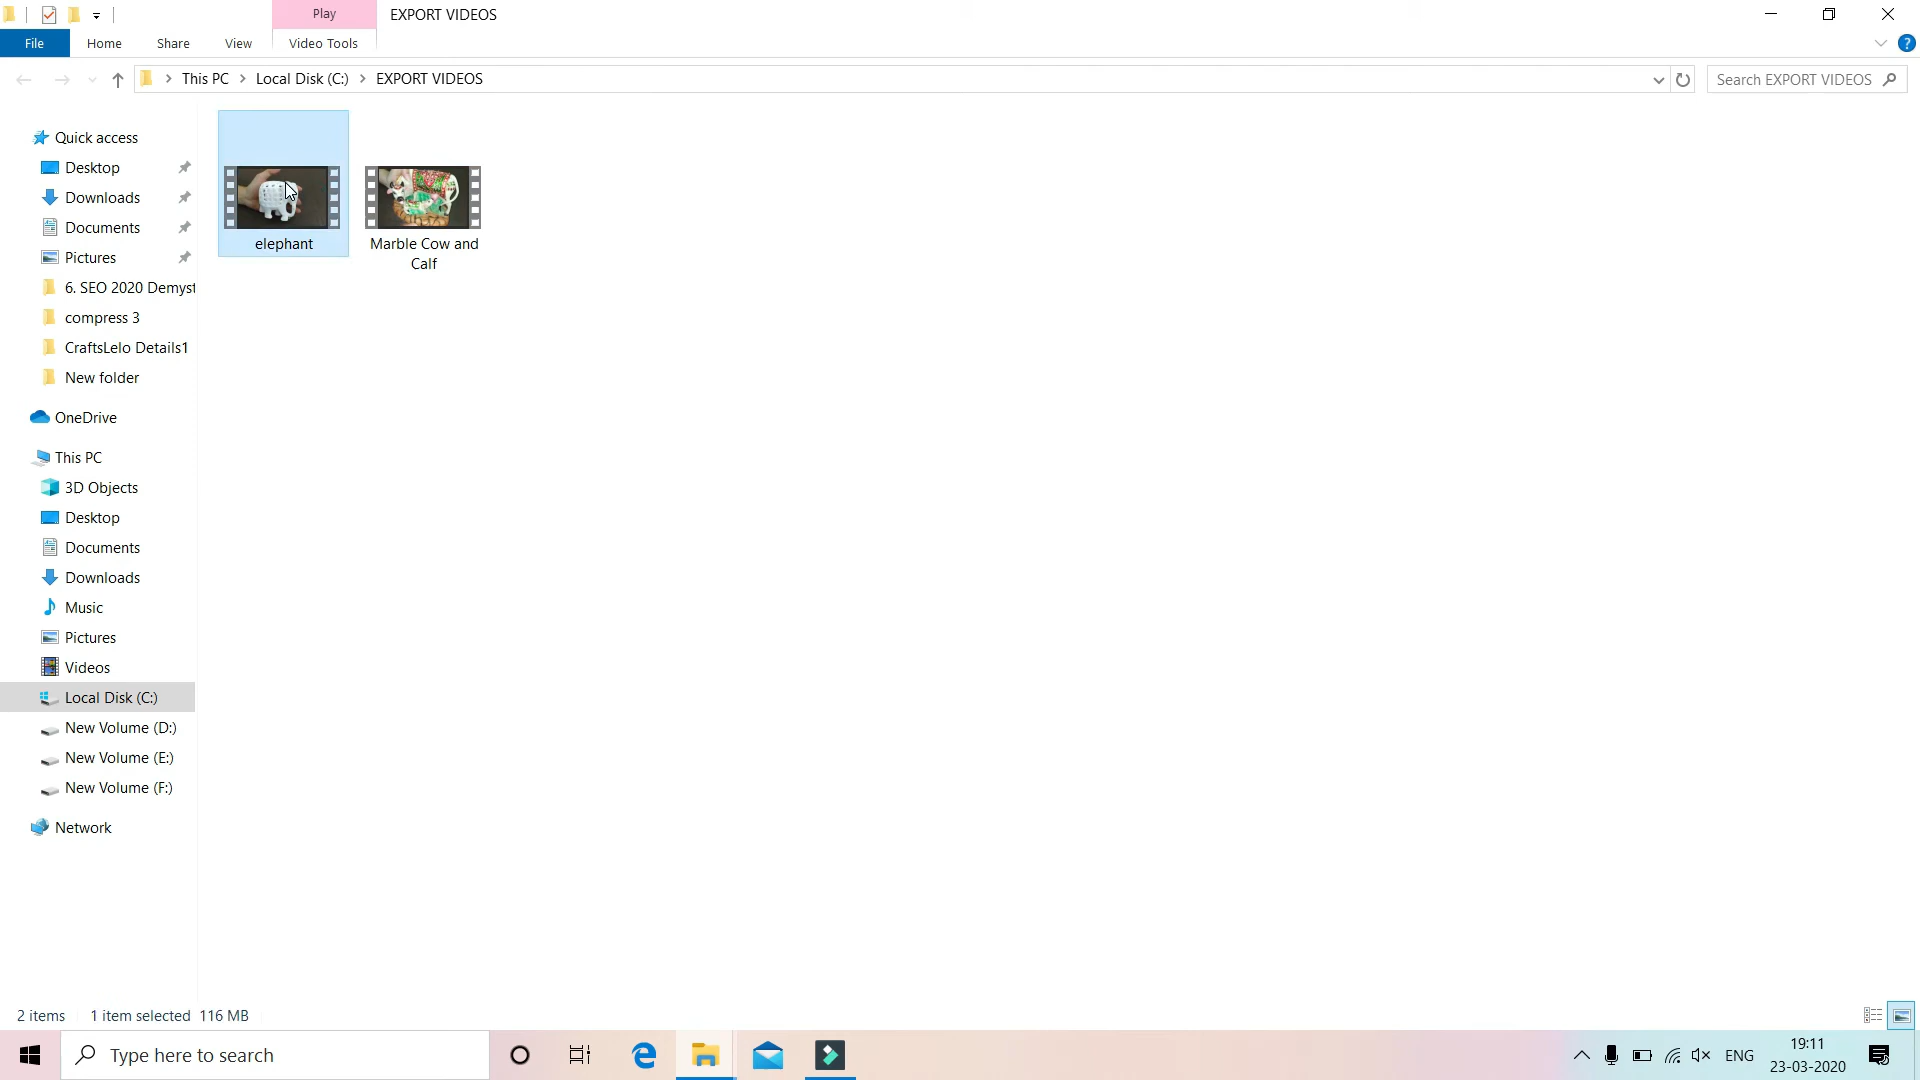 Play
EXPORT VIDEOS
File
Home
Share
View
Video Tools
This PC
Local Disk (C:)
EXPORT VIDEOS
Search EXPORT VIDEOS
Quick access
Desktop
Downloads
Documents
Pictures
6. SEO 2020 Demyst
compress 3
CraftsLelo Details1
New folder
OneDrive
This PC
3D Objects
Desktop
Documents
Downloads
Music
Pictures
Videos
Local Disk (C:)
New Volume (D:)
New Volume (E:)
New Volume (F:)
Network
elephant
Marble Cow and
Calf
2 items
1 item selected 116 MB
Type here to search
ENG
19:11
23-03-2020